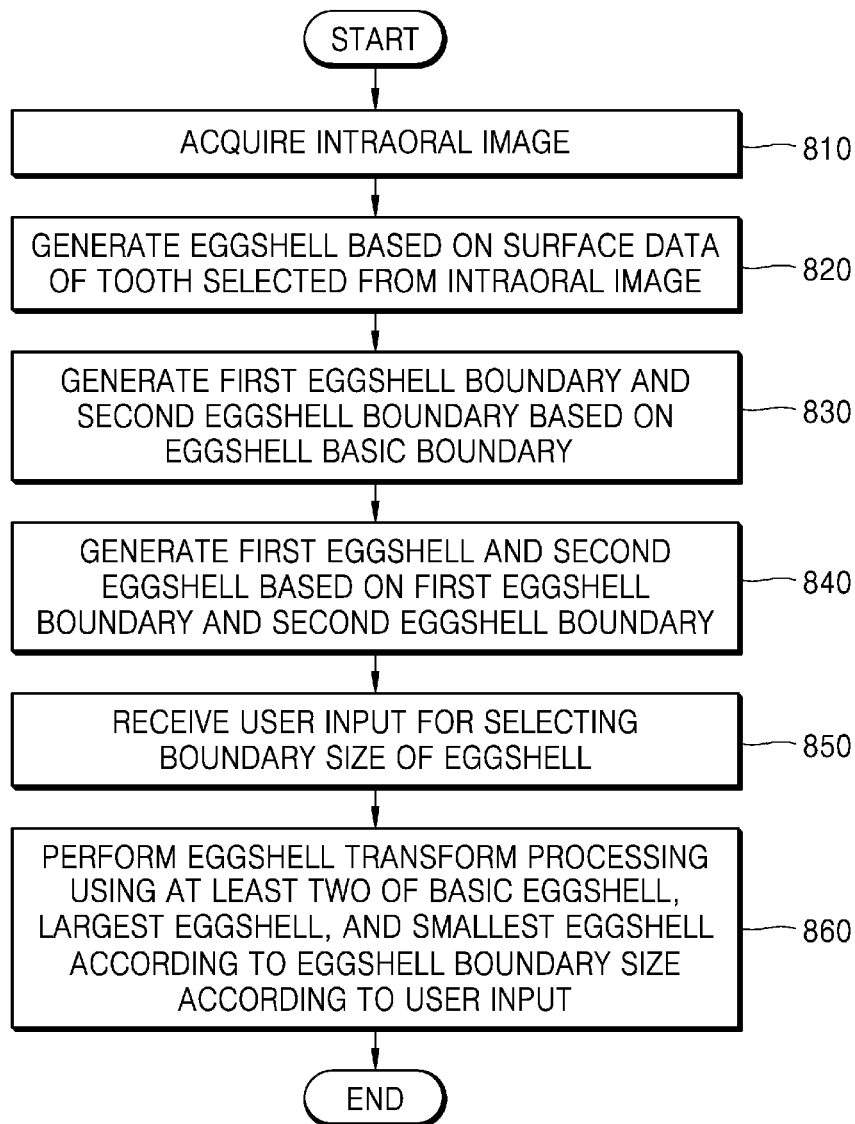 START
ACQUIRE INTRAORAL IMAGE
810
GENERATE EGGSHELL BASED ON SURFACE DATA
OF TOOTH SELECTED FROM INTRAORAL IMAGE
820
GENERATE FIRST EGGSHELL BOUNDARY AND
SECOND EGGSHELL BOUNDARY BASED ON
EGGSHELL BASIC BOUNDARY
830
GENERATE FIRST EGGSHELL AND SECOND
EGGSHELL BASED ON FIRST EGGSHELL
BOUNDARY AND SECOND EGGSHELL BOUNDARY
840
RECEIVE USER INPUT FOR SELECTING
BOUNDARY SIZE OF EGGSHELL
850
PERFORM EGGSHELL TRANSFORM PROCESSING
USING AT LEAST TWO OF BASIC EGGSHELL,
LARGEST EGGSHELL, AND SMALLEST EGGSHELL
ACCORDING TO EGGSHELL BOUNDARY SIZE
ACCORDING TO USER INPUT
860
END